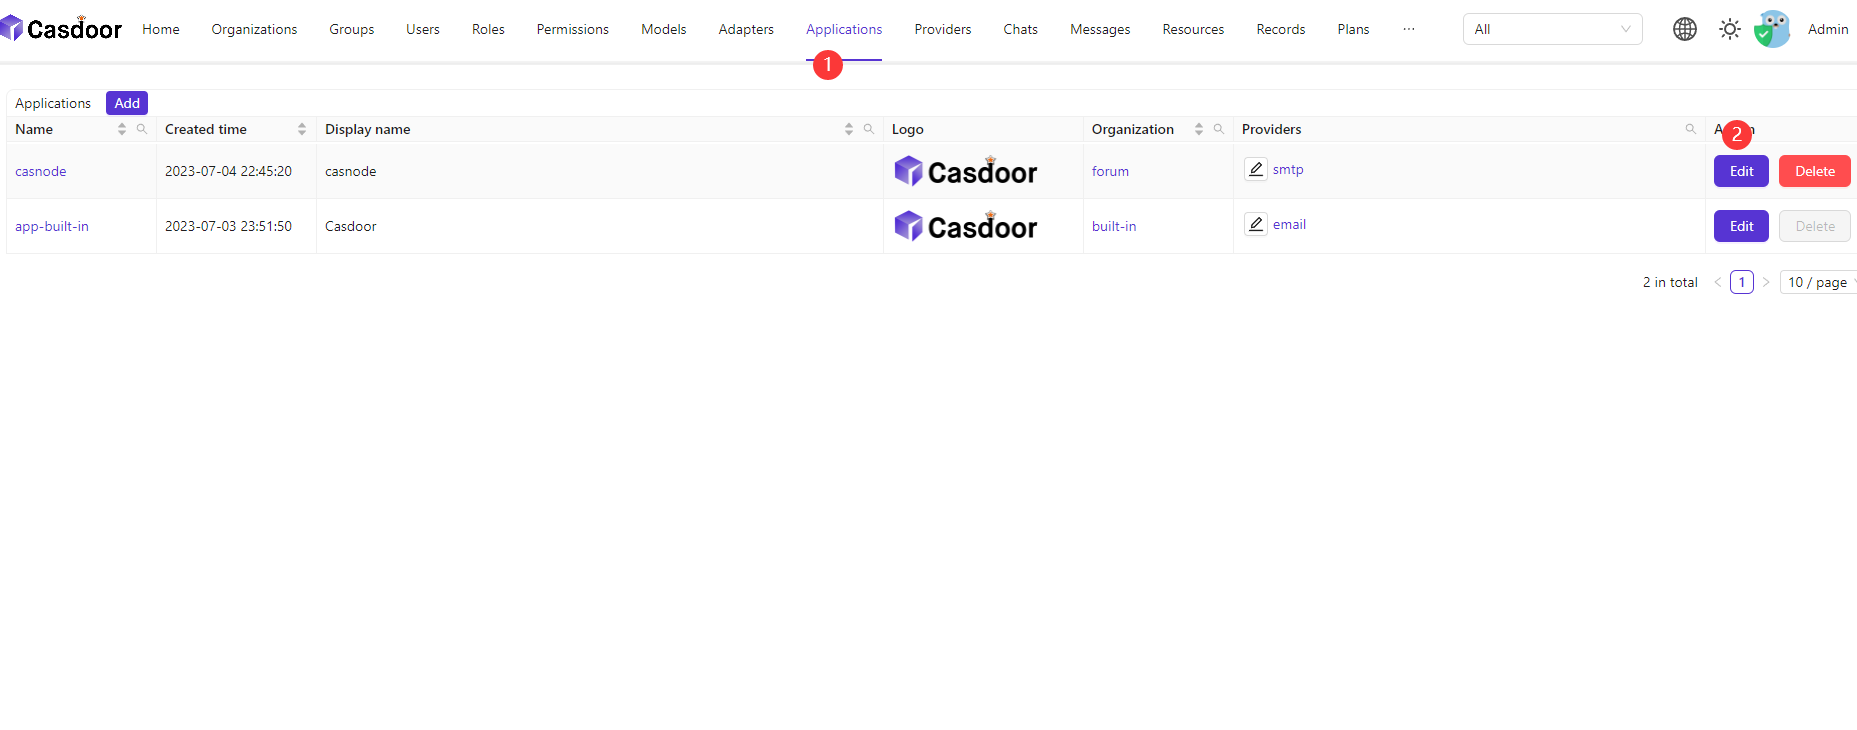 Casdoor Home Organizations Groups Users Roles Permissions Models Adapters Applications Providers Chats Messages Resources Records Plans ··· All Admin
1
Applications Add
Name Created time Display name Logo Organization Providers
2
casnode 2023-07-04 22:45:20 casnode Casdoor forum smtp Edit Delete
app-built-in 2023-07-03 23:51:50 Casdoor Casdoor built-in email Edit Delete
2 in total < 1 > 10 / page